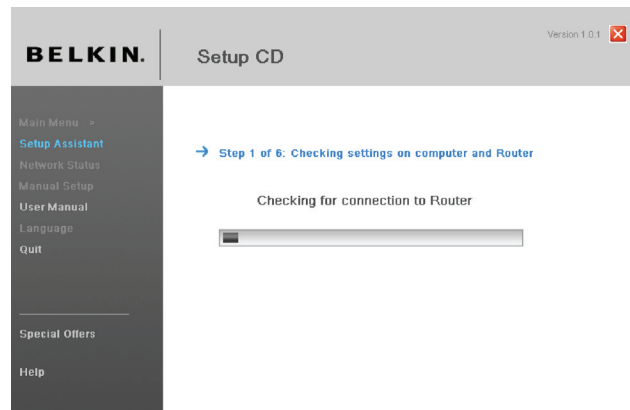 BELKIN.
Setup CD
Version 1.0.1
Main Menu >
Setup Assistant
Network Status
Manual Setup
User Manual
Language
Quit
Special Offers
Help
→ Step 1 of 6: Checking settings on computer and Router
Checking for connection to Router